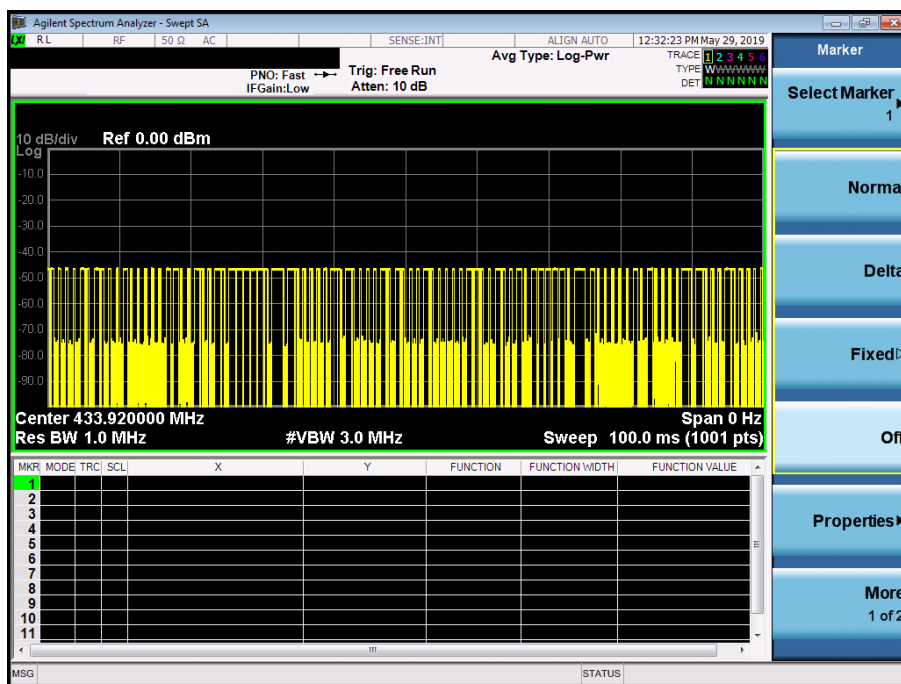 Agilent Spectrum Analyzer - Swept SA
LXI RL RF 50 Ω AC SENSE:INT ALIGN AUTO 12:32:23 PM May 29, 2019
Marker
Avg Type: Log-Pwr
TRACE 1 2 3 4 5 6
PNO: Fast Trig: Free Run
TYPE WWWWWW
IFGain:Low Atten: 10 dB
DET N N N N N N
Select Marker
1
10 dB/div Ref 0.00 dBm
Log
-10.0
-20.0
-30.0
-40.0
-50.0
-60.0
-70.0
-80.0
-90.0
Norma
Delta
Fixed
Off
Center 433.920000 MHz Span 0 Hz
Res BW 1.0 MHz #VBW 3.0 MHz Sweep 100.0 ms (1001 pts)
MKR MODE TRC SCL X Y FUNCTION FUNCTION WIDTH FUNCTION VALUE
1
2
3
4
5
6
7
8
9
10
11
Properties
More
1 of 2
MSG STATUS